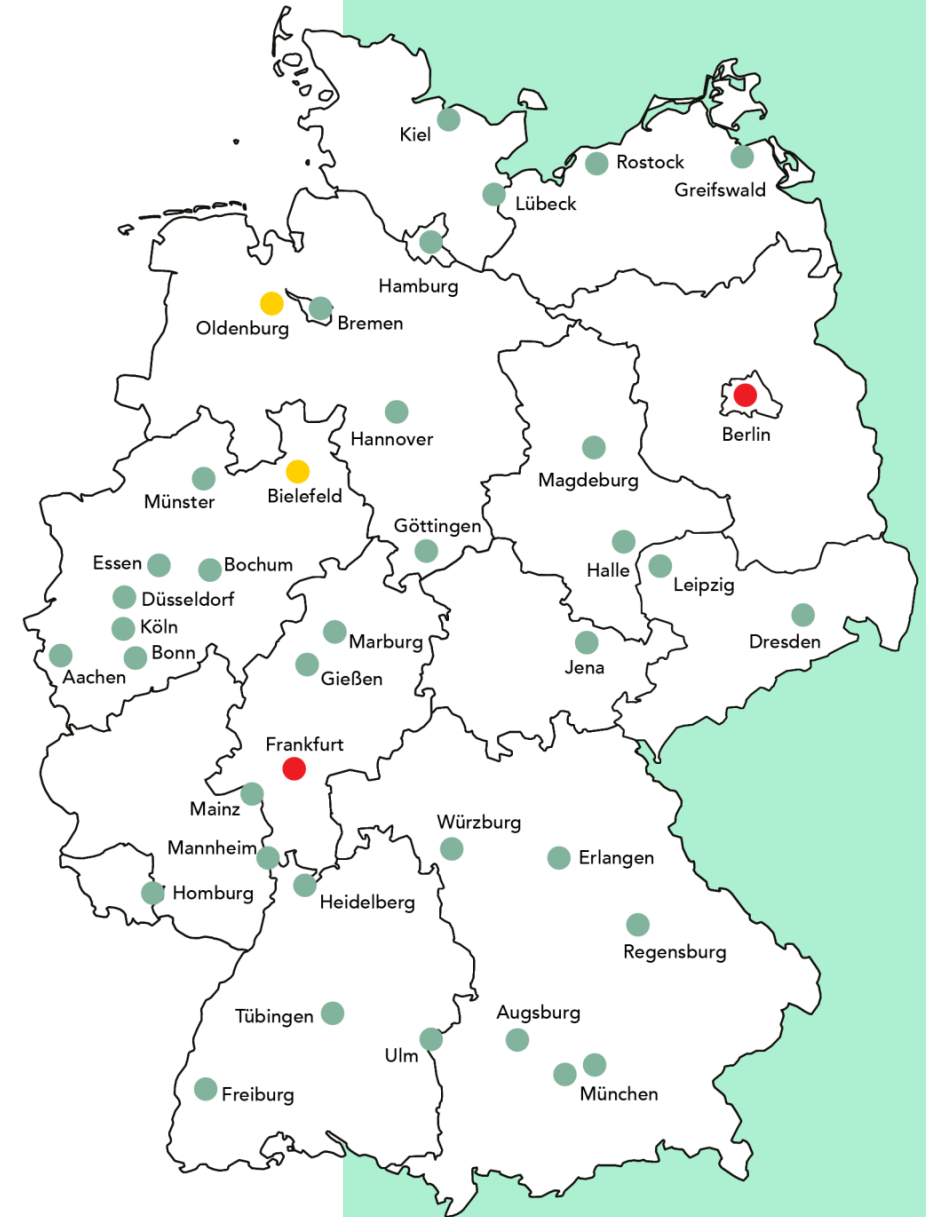 Kiel
Rostock
Greifswald
Lübeck
Hamburg
Oldenburg
Bremen
Berlin
Hannover
Magdeburg
Münster
Bielefeld
Göttingen
Essen
Bochum
Halle
Leipzig
Düsseldorf
Köln
Marburg
Dresden
Bonn
Jena
Aachen
Gießen
Frankfurt
Mainz
Würzburg
Mannheim
Erlangen
Homburg
Heidelberg
Regensburg
Augsburg
Tübingen
Ulm
Freiburg
München